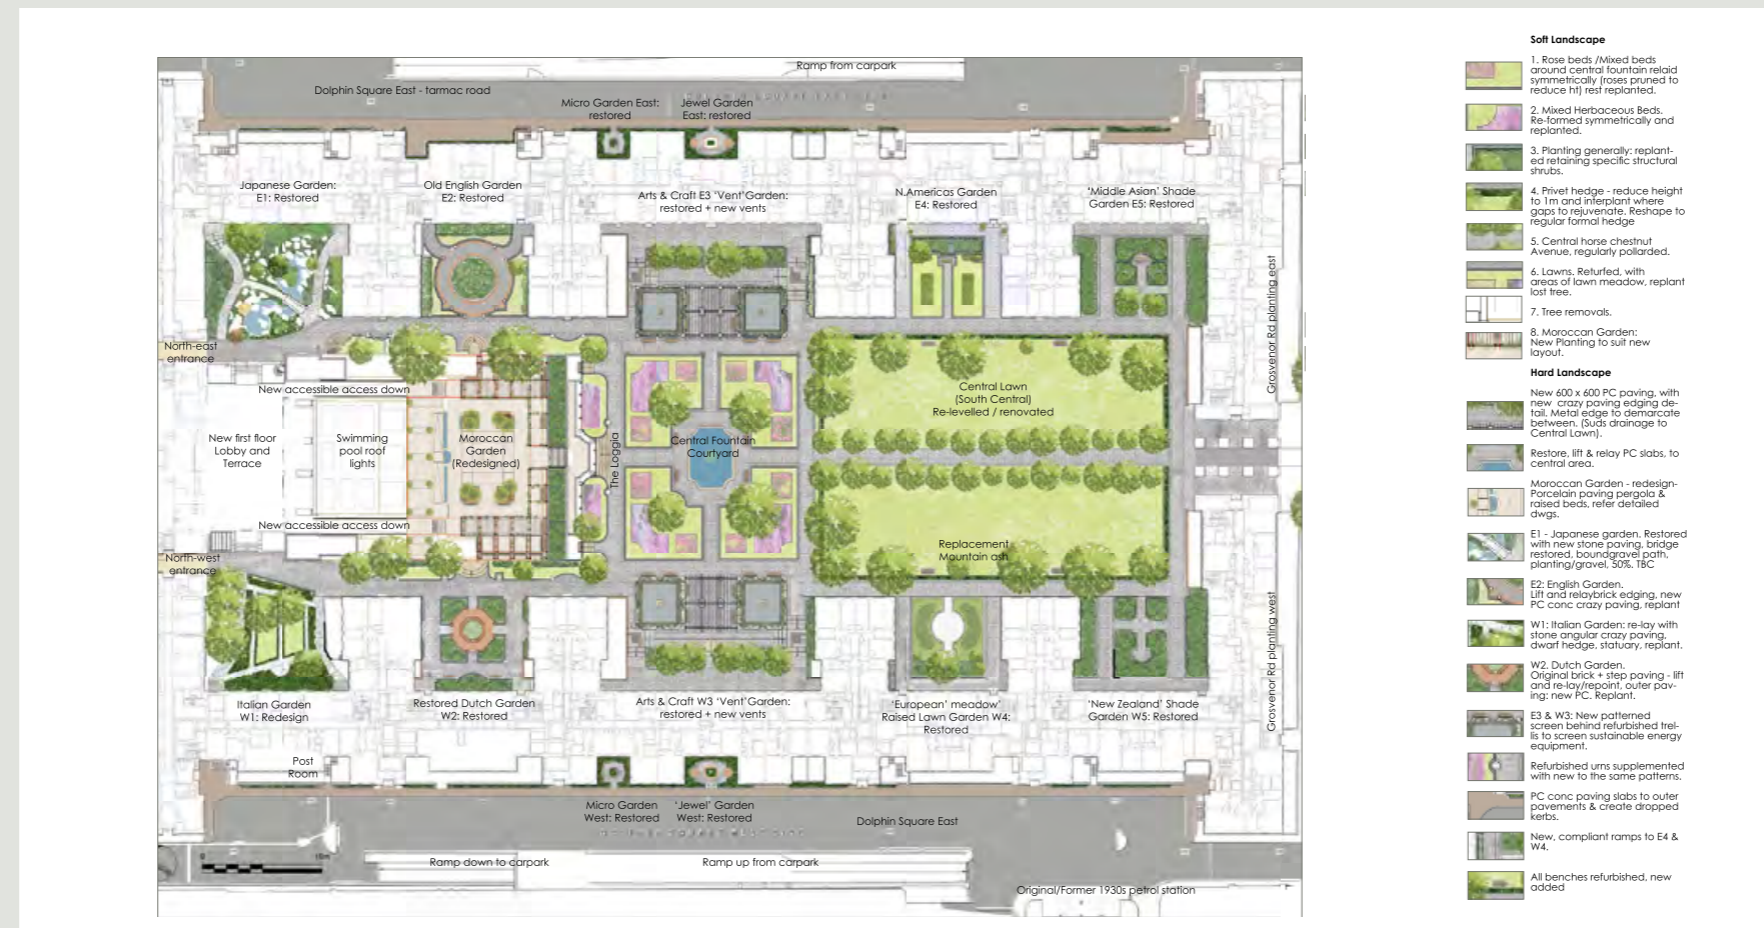 Ramp from carpark
Dolphin Square East - tarmac road
Micro Garden East:
restored
Jewel Garden
East: restored
Japanese Garden:
E1: Restored
Old English Garden
E2: Restored
Arts & Craft E3 'Vent'Garden:
restored + new vents
N.Americas Garden
E4: Restored
'Middle Asian' Shade
Garden E5: Restored
Grosvenor Rd planting east
North-east
entrance
New accessible access down
New first floor
Lobby and
Terrace
Swimming
pool roof
lights
Moroccan
Garden
(Redesigned)
The Loggia
Central Fountain
Courtyard
Central Lawn
(South Central)
Re-levelled / renovated
New accessible access down
North-west
entrance
Replacement
Mountain ash
Grosvenor Rd planting west
Italian Garden
W1: Redesign
Restored Dutch Garden
W2: Restored
Arts & Craft W3 'Vent'Garden:
restored + new vents
'European' meadow'
Raised Lawn Garden W4:
Restored
'New Zealand' Shade
Garden W5: Restored
Post
Room
Micro Garden
West: Restored
'Jewel' Garden
West: Restored
Dolphin Square East
0 10m
Ramp down to carpark
Ramp up from carpark
Original/Former 1930s petrol station
Soft Landscape
1. Rose beds /Mixed beds
around central fountain relaid
symmetrically (roses pruned to
reduce ht) rest replanted.
2. Mixed Herbaceous Beds.
Re-formed symmetrically and
replanted.
3. Planting generally: replant-
ed retaining specific structural
shrubs.
4. Privet hedge - reduce height
to 1m and interplant where
gaps to rejuvenate. Reshape to
regular formal hedge
5. Central horse chestnut
Avenue, regularly pollarded.
6. Lawns. Returfed, with
areas of lawn meadow, replant
lost tree.
7. Tree removals.
8. Moroccan Garden:
New Planting to suit new
layout.
Hard Landscape
New 600 x 600 PC paving, with
new crazy paving edging de-
tail. Metal edge to demarcate
between. (Suds drainage to
Central Lawn).
Restore, lift & relay PC slabs, to
central area.
Moroccan Garden - redesign-
Porcelain paving pergola &
raised beds, refer detailed
dwgs.
E1 - Japanese garden. Restored
with new stone paving, bridge
restored, boundgravel path,
planting/gravel, 50%. TBC
E2: English Garden.
Lift and relaybrick edging, new
PC conc crazy paving, replant
W1: Italian Garden: re-lay with
stone angular crazy paving,
dwarf hedge, statuary, replant.
W2. Dutch Garden.
Original brick + step paving - lift
and re-lay/repoint, outer pav-
ing: new PC. Replant.
E3 & W3: New patterned
screen behind refurbished trel-
lis to screen sustainable energy
equipment.
Refurbished urns supplemented
with new to the same patterns.
PC conc paving slabs to outer
pavements & create dropped
kerbs.
New, compliant ramps to E4 &
W4.
All benches refurbished, new
added